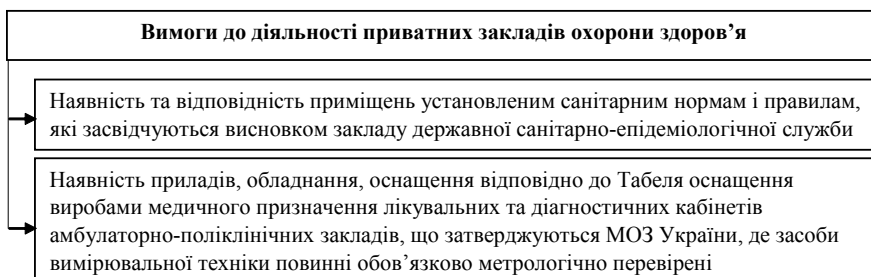 Вимоги до діяльності приватних закладів охорони здоров’я
Наявність та відповідність приміщень установленим санітарним нормам і правилам,
які засвідчуються висновком закладу державної санітарно-епідеміологічної служби
Наявність приладів, обладнання, оснащення відповідно до Табеля оснащення
виробами медичного призначення лікувальних та діагностичних кабінетів
амбулаторно-поліклінічних закладів, що затверджуються МОЗ України, де засоби
вимірювальної техніки повинні обов’язково метрологічно перевірені